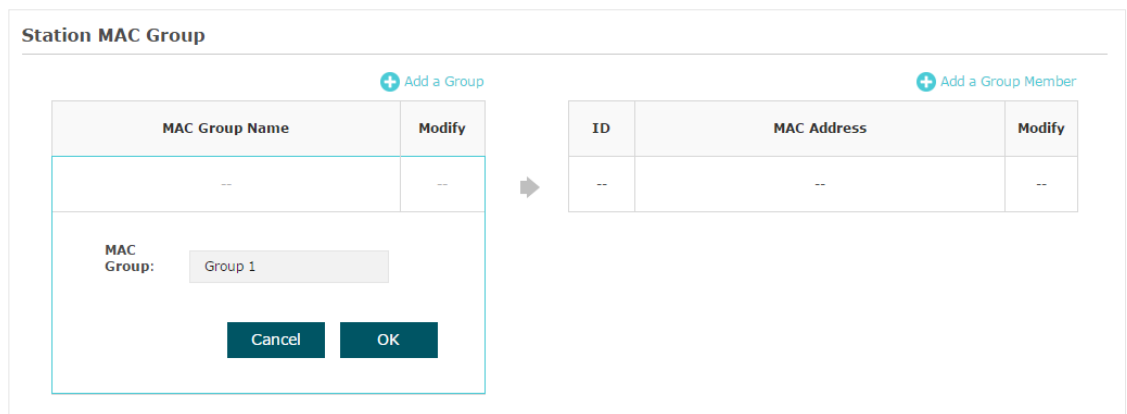 Station MAC Group
Add a Group
Add a Group Member
MAC Group Name Modify
ID MAC Address Modify
-- --
-- -- --
MAC
Group:
Group 1
Cancel OK